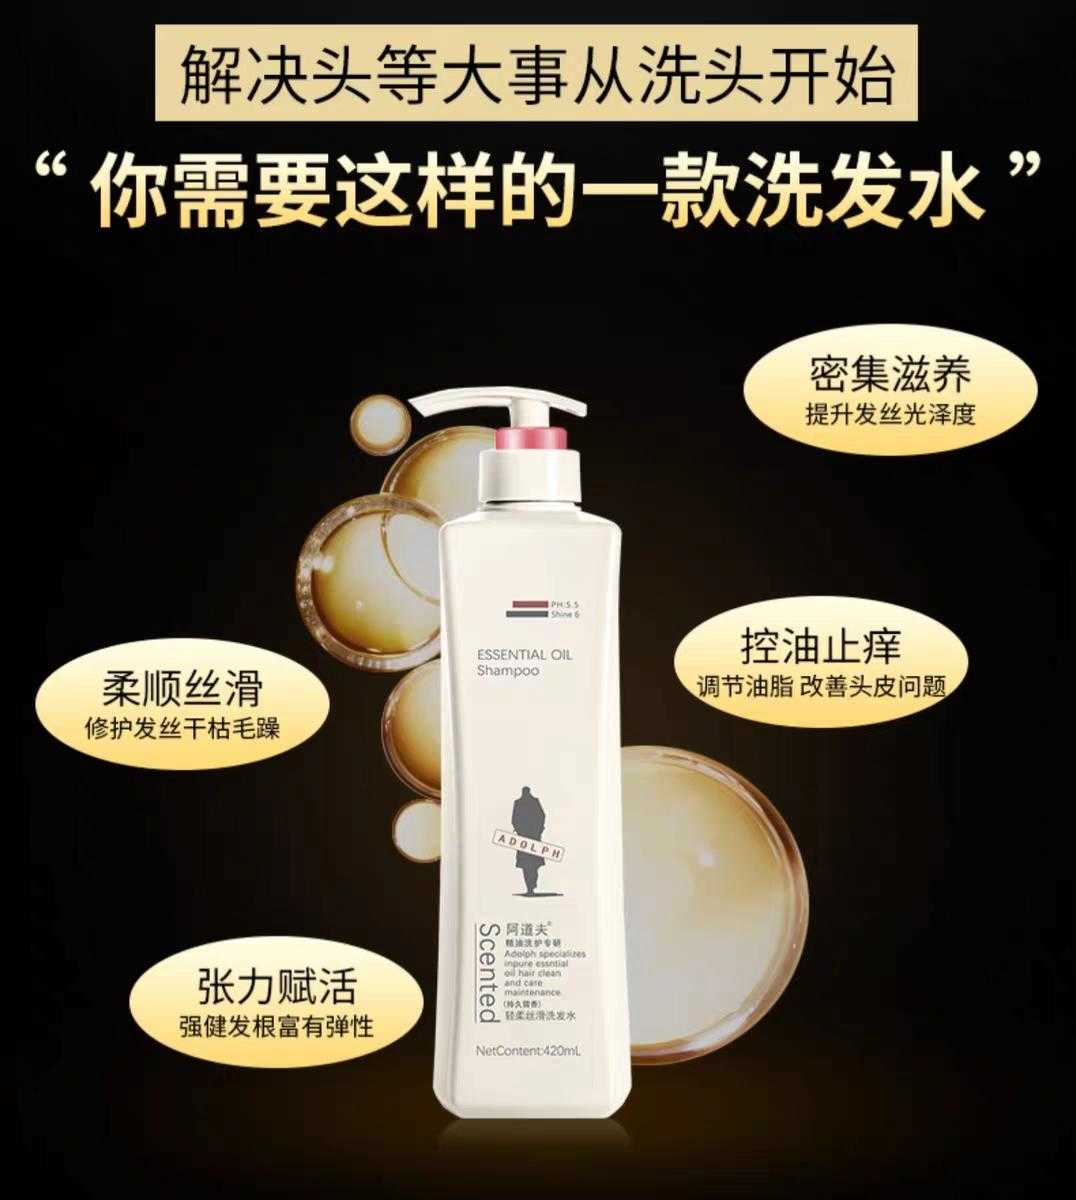 解决头等大事从洗头开始
“你需要这样的一款洗发水”
密集滋养
提升发丝光泽度
控油止痒
调节油脂 改善头皮问题
柔顺丝滑
修护发丝干枯毛躁
张力赋活
强健发根富有弹性
PH:5.5
Shine 6
ESSENTIAL OIL
Shampoo
ADOLPH
Scented
阿道夫®
精油洗护专研
Adolph specializes
inpure essntial
oil hair clean
and care
maintenance.
(持久留香)
轻柔丝滑洗发水
NetContent:420mL